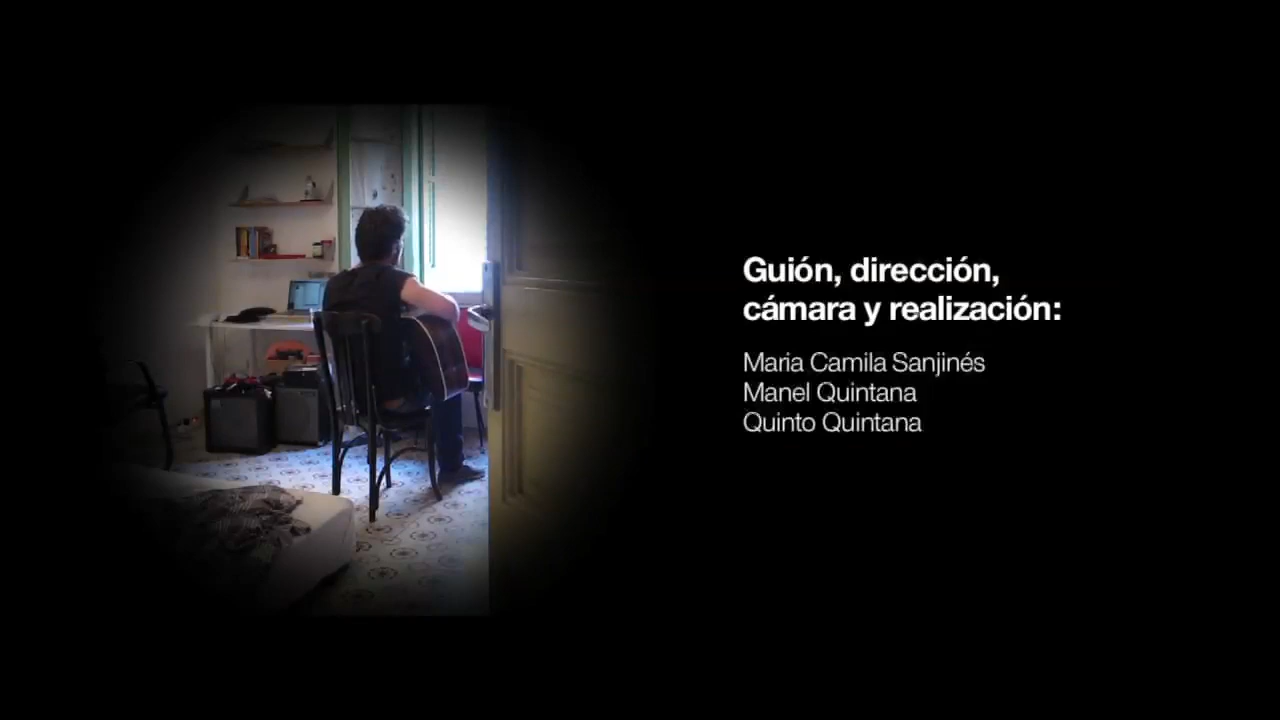 Guión, dirección,
cámara y realización:
Maria Camila Sanjinés
Manel Quintana
Quinto Quintana